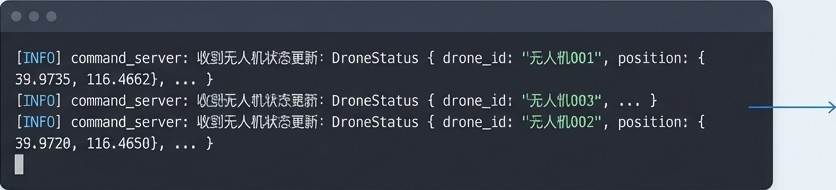 [INFO] command_server: 收到无人机状态更新: DroneStatus { drone_id: "无人机001", position: {
39.9735, 116.4662}, ... }
[INFO] command_server: 收到无人机状态更新: DroneStatus { drone_id: "无人机003", ... }
[INFO] command_server: 收到无人机状态更新: DroneStatus { drone_id: "无人机002", position: {
39.9720, 116.4650}, ... }